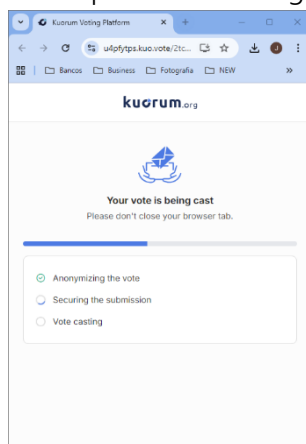 Kuorum Voting Platform
u4pfytps.kuo.vote/2tc...
Bancos Business Fotografia NEW
kuorum.org
Your vote is being cast
Please don't close your browser tab.
Anonymizing the vote
Securing the submission
Vote casting